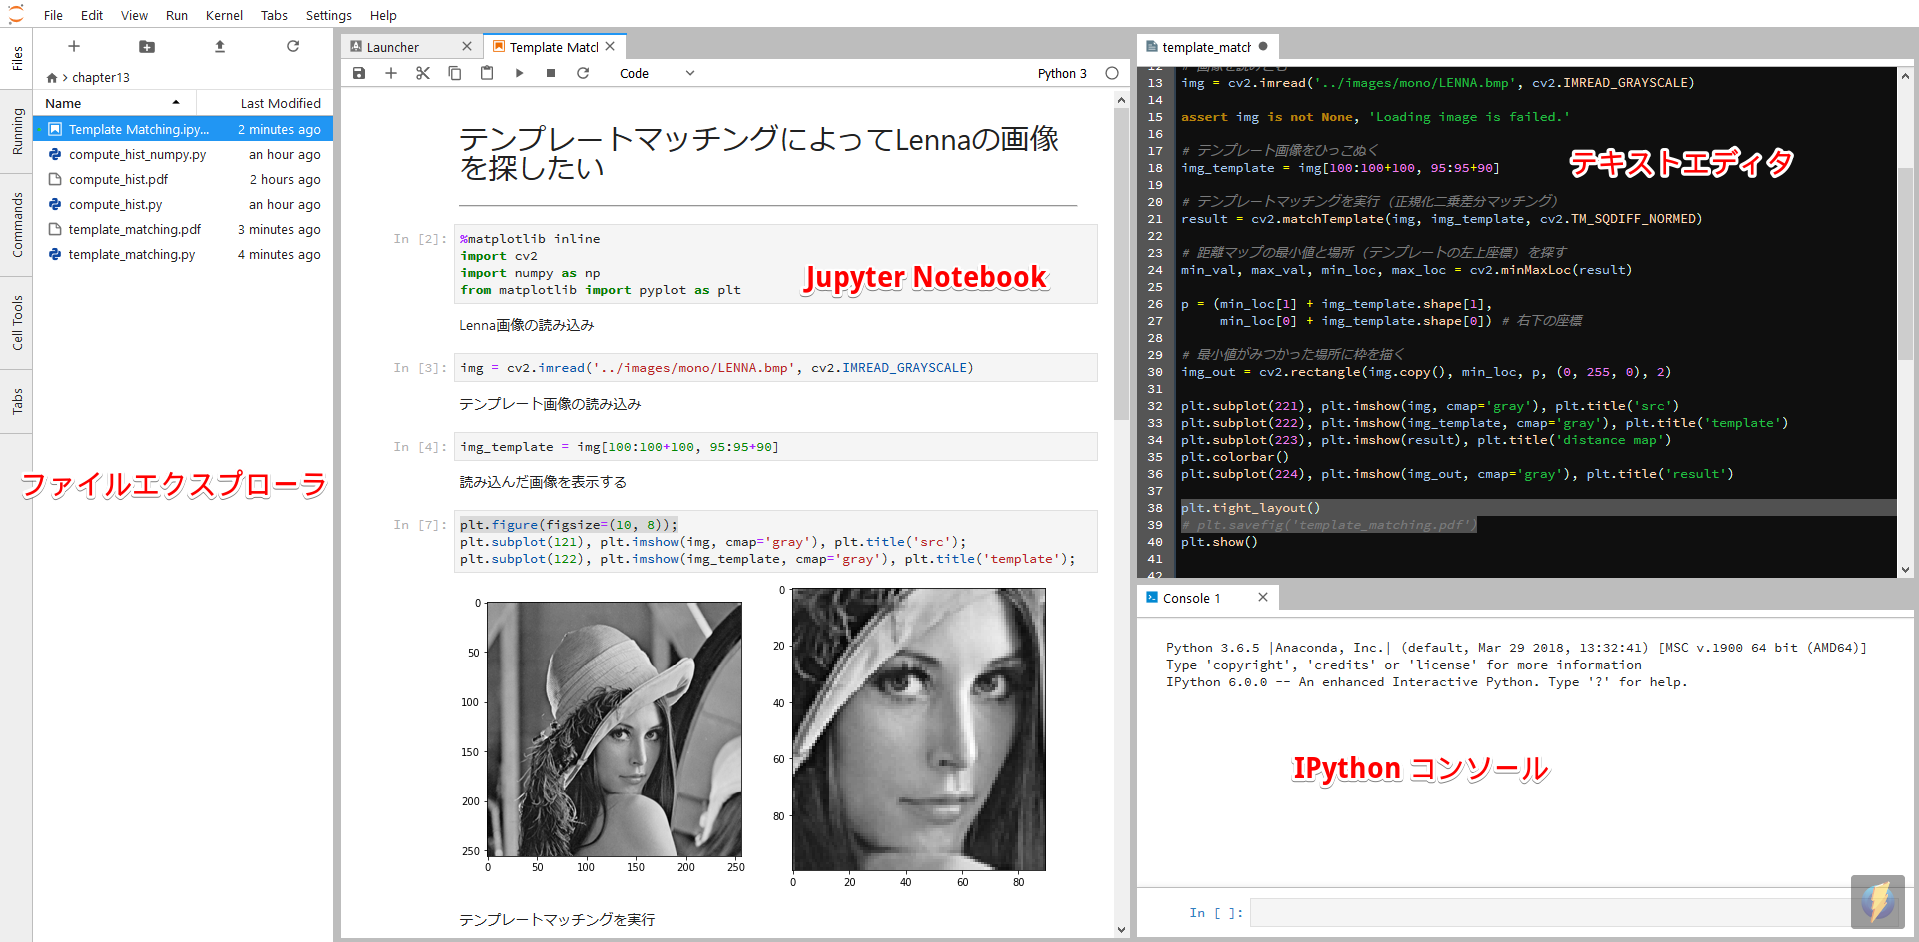 File Edit View Run Kernel Tabs Settings Help
Files
Running
Commands
Cell Tools
Tabs
chapter13
Name Last Modified
Template Matching.ipy... 2 minutes ago
compute_hist_numpy.py an hour ago
compute_hist.pdf 2 hours ago
compute_hist.py an hour ago
template_matching.pdf 3 minutes ago
template_matching.py 4 minutes ago
ファイルエクスプローラ
Launcher
Template Matcl
Code
Python 3
テンプレートマッチングによってLennaの画像
を探したい
In [2]: %matplotlib inline
import cv2
import numpy as np
from matplotlib import pyplot as plt
Jupyter Notebook
Lenna画像の読み込み
In [3]: img = cv2.imread('../images/mono/LENNA.bmp', cv2.IMREAD_GRAYSCALE)
テンプレート画像の読み込み
In [4]: img_template = img[100:100+100, 95:95+90]
読み込んだ画像を表示する
In [7]: plt.figure(figsize=(10, 8));
plt.subplot(121), plt.imshow(img, cmap='gray'), plt.title('src');
plt.subplot(122), plt.imshow(img_template, cmap='gray'), plt.title('template');
0
50
100
150
200
250
0 50 100 150 200 250
0
20
40
60
80
0 20 40 60 80
テンプレートマッチングを実行
template_matcl
12 # 画像を読みこむ
13 img = cv2.imread('../images/mono/LENNA.bmp', cv2.IMREAD_GRAYSCALE)
14
15 assert img is not None, 'Loading image is failed.'
16
17 # テンプレート画像をひっこぬく
18 img_template = img[100:100+100, 95:95+90]
19
20 # テンプレートマッチングを実行 (正規化二乗差分マッチング)
21 result = cv2.matchTemplate(img, img_template, cv2.TM_SQDIFF_NORMED)
22
23 # 距離マップの最小値と場所 (テンプレートの左上座標) を探す
24 min_val, max_val, min_loc, max_loc = cv2.minMaxLoc(result)
25
26 p = (min_loc[1] + img_template.shape[1],
27 min_loc[0] + img_template.shape[0]) # 右下の座標
28
29 # 最小値がみつかった場所に枠を描く
30 img_out = cv2.rectangle(img.copy(), min_loc, p, (0, 255, 0), 2)
31
32 plt.subplot(221), plt.imshow(img, cmap='gray'), plt.title('src')
33 plt.subplot(222), plt.imshow(img_template, cmap='gray'), plt.title('template')
34 plt.subplot(223), plt.imshow(result), plt.title('distance map')
35 plt.colorbar()
36 plt.subplot(224), plt.imshow(img_out, cmap='gray'), plt.title('result')
37
38 plt.tight_layout()
39 # plt.savefig('template_matching.pdf')
40 plt.show()
41
42
テキストエディタ
Console 1
Python 3.6.5 |Anaconda, Inc.| (default, Mar 29 2018, 13:32:41) [MSC v.1900 64 bit (AMD64)]
Type 'copyright', 'credits' or 'license' for more information
IPython 6.0.0 -- An enhanced Interactive Python. Type '?' for help.
IPython コンソール
In [ ]: